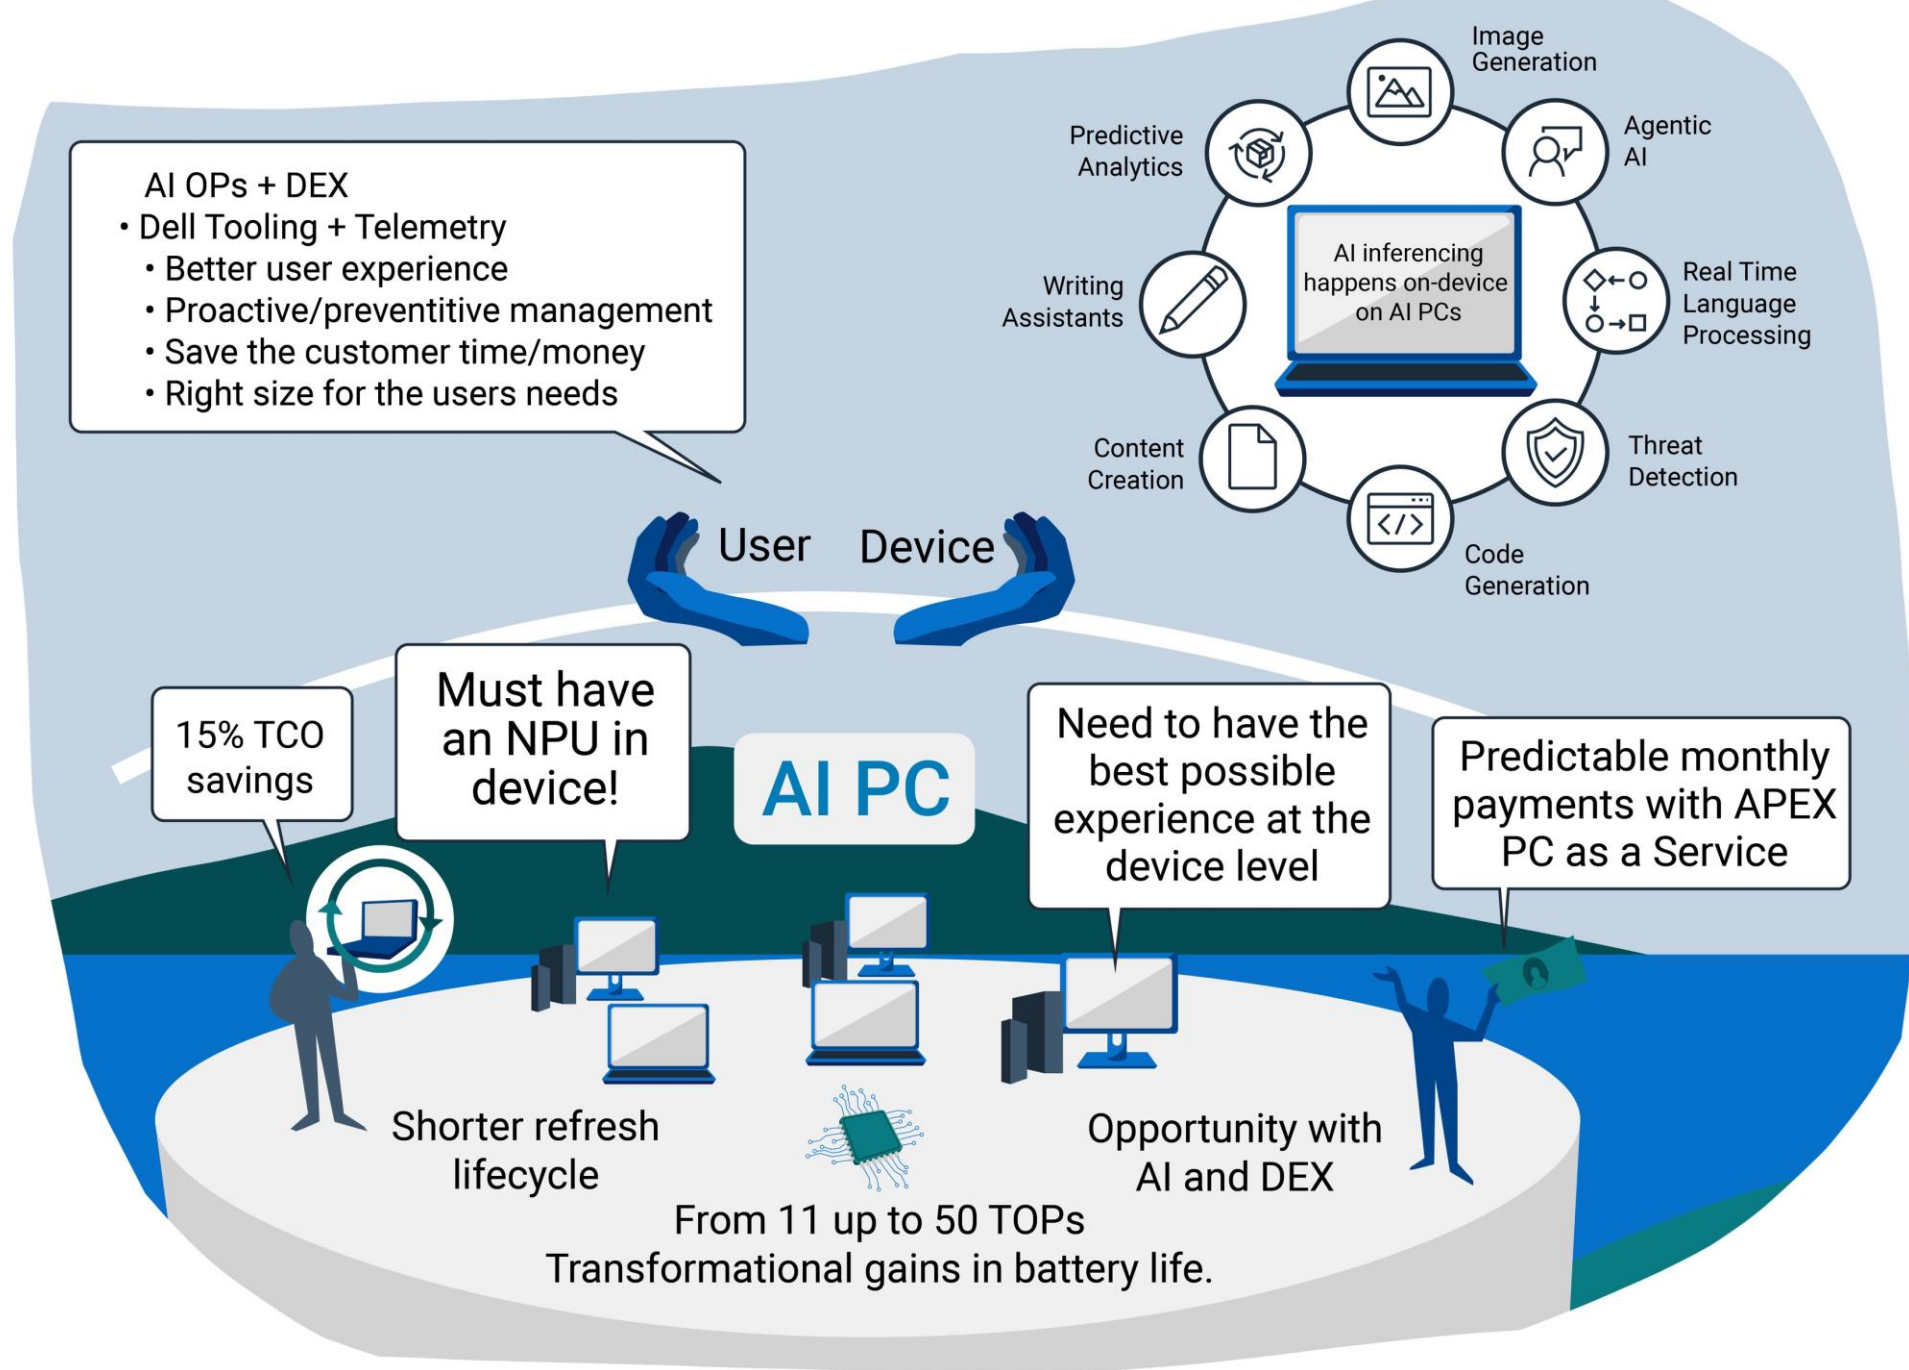 AI OPs + DEX
• Dell Tooling + Telemetry
• Better user experience
• Proactive/preventitive management
• Save the customer time/money
• Right size for the users needs
Image
Generation
Agentic
AI
Real Time
Language
Processing
Threat
Detection
Code
Generation
Content
Creation
Writing
Assistants
Predictive
Analytics
AI inferencing
happens on-device
on AI PCs
User Device
15% TCO
savings
Must have
an NPU in
device!
AI PC
Need to have the
best possible
experience at the
device level
Predictable monthly
payments with APEX
PC as a Service
Shorter refresh
lifecycle
</>
From 11 up to 50 TOPs
Transformational gains in battery life.
Opportunity with
AI and DEX